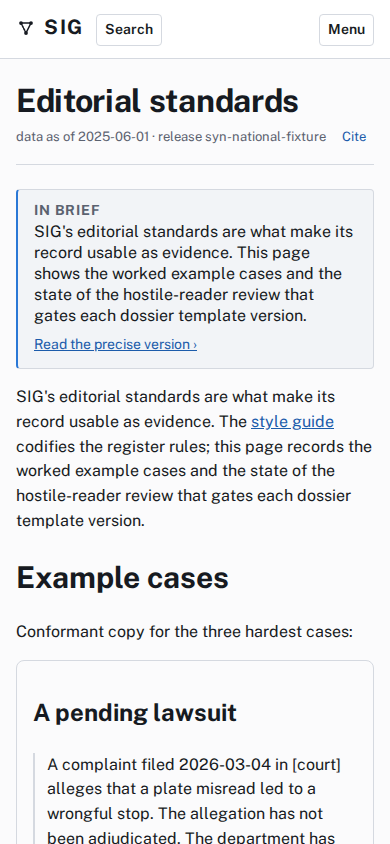 SIG
Search
Menu
Editorial standards
data as of 2025-06-01 · release syn-national-fixture
Cite
IN BRIEF
SIG's editorial standards are what make its
record usable as evidence. This page
shows the worked example cases and the
state of the hostile-reader review that
gates each dossier template version.
Read the precise version ›
SIG's editorial standards are what make its
record usable as evidence. The style guide
codifies the register rules; this page records the
worked example cases and the state of the
hostile-reader review that gates each dossier
template version.
Example cases
Conformant copy for the three hardest cases:
A pending lawsuit
A complaint filed 2026-03-04 in [court]
alleges that a plate misread led to a
wrongful stop. The allegation has not
been adjudicated. The department has